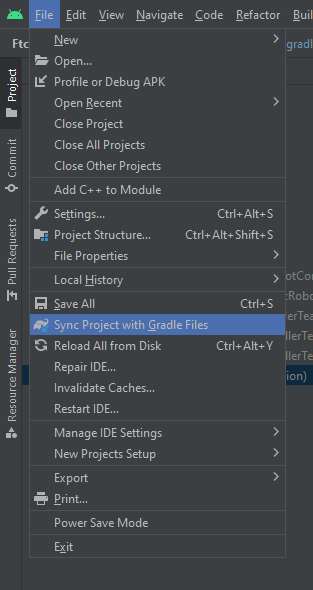 File Edit View Navigate Code Refactor Buil
Ftc
gradl
New
Open...
Profile or Debug APK
Open Recent
Close Project
Close All Projects
Close Other Projects
Add C++ to Module
Settings... Ctrl+Alt+S
Project Structure... Ctrl+Alt+Shift+S
File Properties
Local History
Save All Ctrl+S
Sync Project with Gradle Files
Reload All from Disk Ctrl+Alt+Y
Repair IDE...
Invalidate Caches...
Restart IDE...
Manage IDE Settings
New Projects Setup
Export
Print...
Power Save Mode
Exit
Project
Commit
Pull Requests
Resource Manager
otCor
cRobo
llerTea
dlerTe
dlerTe
ion)